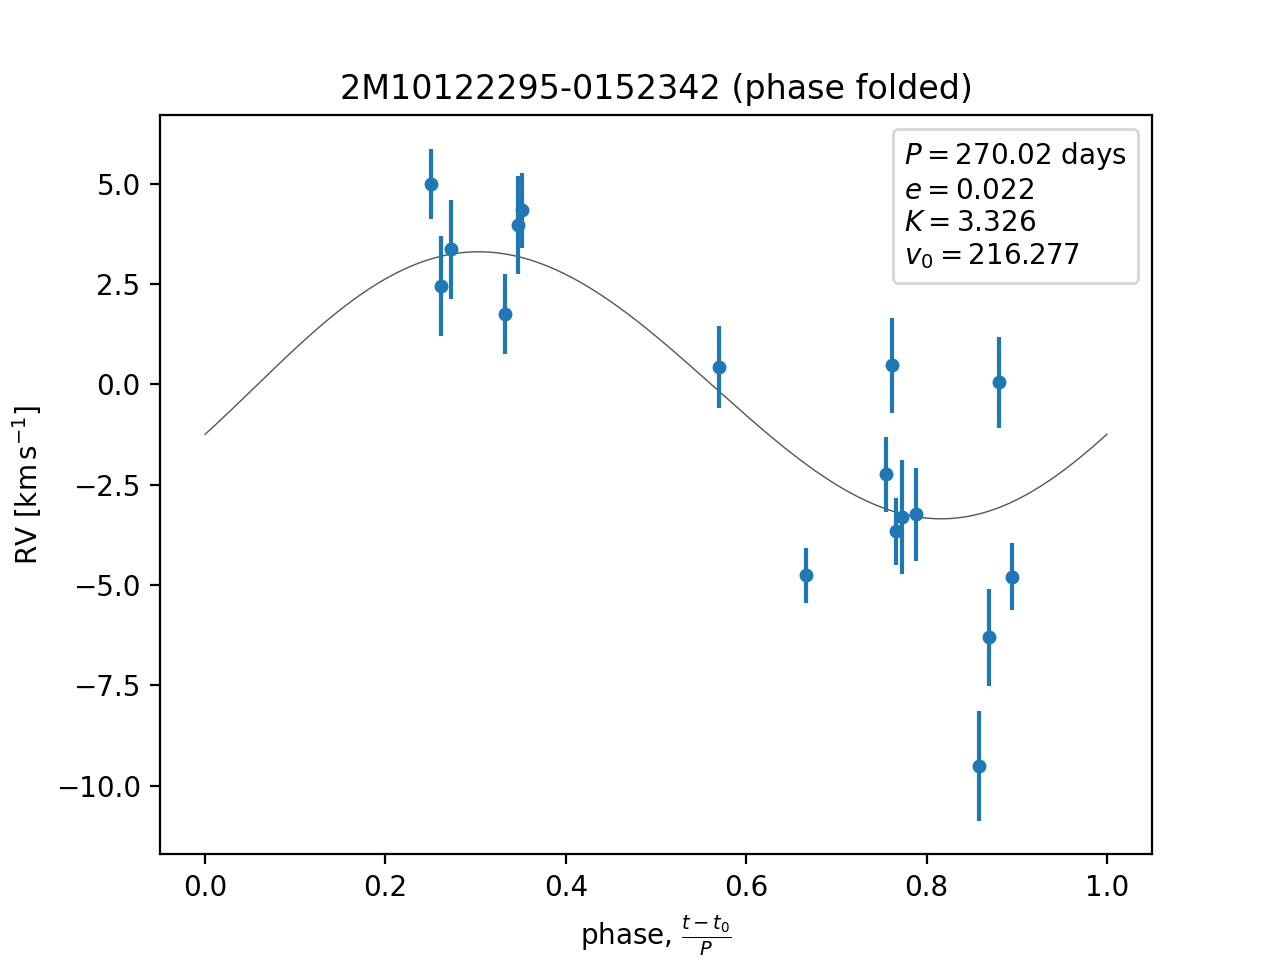 2M10122295-0152342 (phase folded)
P = 270.02 days
e = 0.022
K = 3.326
v₀ = 216.277
RV [km s⁻¹]
5.0
2.5
0.0
−2.5
−5.0
−7.5
−10.0
0.0 0.2 0.4 0.6 0.8 1.0
phase, (t − t₀)/P